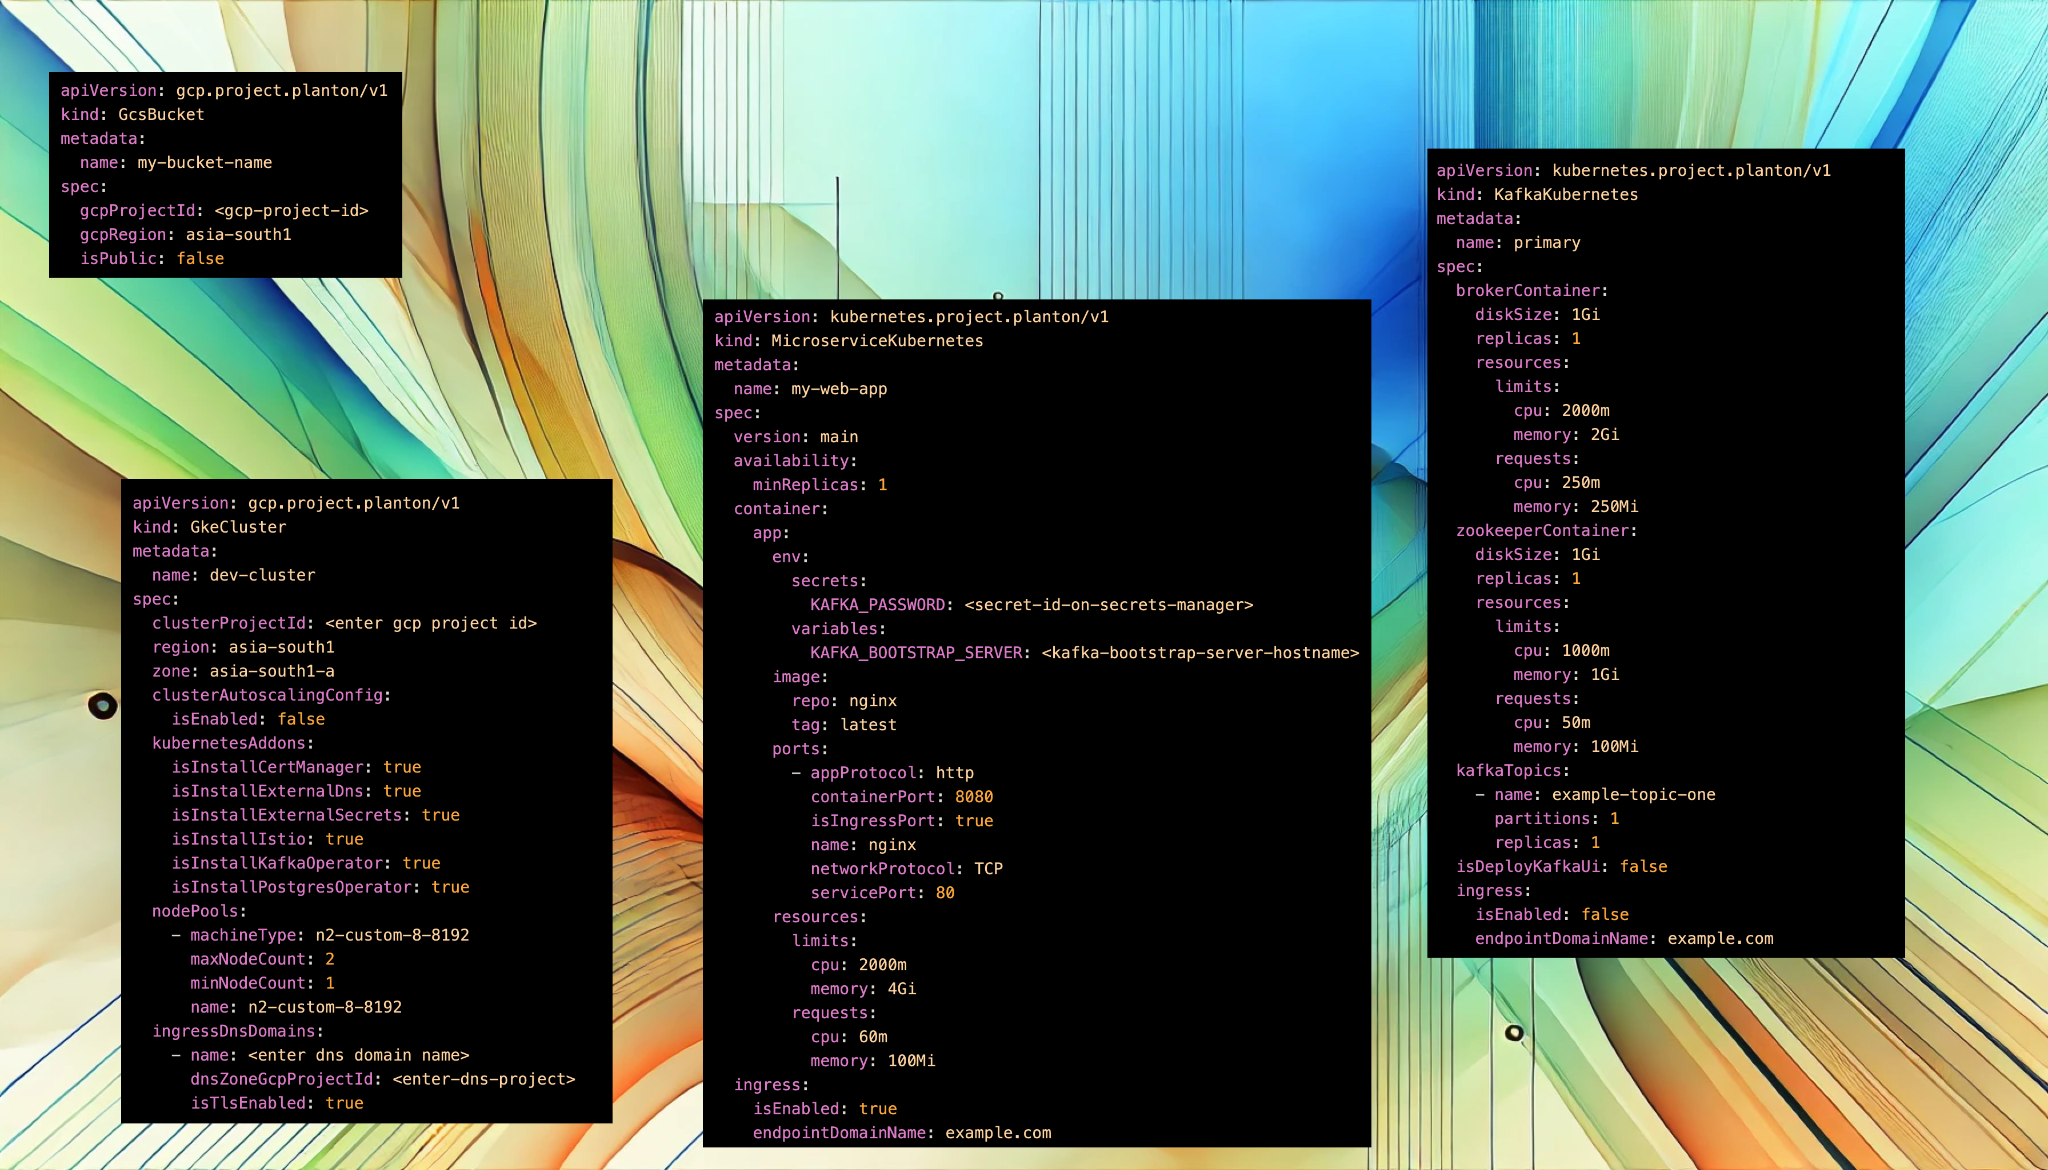 apiVersion: gcp.project.planton/v1
kind: GcsBucket
metadata:
  name: my-bucket-name
spec:
  gcpProjectId: <gcp-project-id>
  gcpRegion: asia-south1
  isPublic: false
apiVersion: gcp.project.planton/v1
kind: GkeCluster
metadata:
  name: dev-cluster
spec:
  clusterProjectId: <enter gcp project id>
  region: asia-south1
  zone: asia-south1-a
  clusterAutoscalingConfig:
    isEnabled: false
  kubernetesAddons:
    isInstallCertManager: true
    isInstallExternalDns: true
    isInstallExternalSecrets: true
    isInstallIstio: true
    isInstallKafkaOperator: true
    isInstallPostgresOperator: true
  nodePools:
    - machineType: n2-custom-8-8192
      maxNodeCount: 2
      minNodeCount: 1
      name: n2-custom-8-8192
  ingressDnsDomains:
    - name: <enter dns domain name>
      dnsZoneGcpProjectId: <enter-dns-project>
      isTlsEnabled: true
apiVersion: kubernetes.project.planton/v1
kind: MicroserviceKubernetes
metadata:
  name: my-web-app
spec:
  version: main
  availability:
    minReplicas: 1
  container:
    app:
      env:
        secrets:
          KAFKA_PASSWORD: <secret-id-on-secrets-manager>
        variables:
          KAFKA_BOOTSTRAP_SERVER: <kafka-bootstrap-server-hostname>
      image:
        repo: nginx
        tag: latest
      ports:
        - appProtocol: http
          containerPort: 8080
          isIngressPort: true
          name: nginx
          networkProtocol: TCP
          servicePort: 80
      resources:
        limits:
          cpu: 2000m
          memory: 4Gi
        requests:
          cpu: 60m
          memory: 100Mi
  ingress:
    isEnabled: true
    endpointDomainName: example.com
apiVersion: kubernetes.project.planton/v1
kind: KafkaKubernetes
metadata:
  name: primary
spec:
  brokerContainer:
    diskSize: 1Gi
    replicas: 1
    resources:
      limits:
        cpu: 2000m
        memory: 2Gi
      requests:
        cpu: 250m
        memory: 250Mi
  zookeeperContainer:
    diskSize: 1Gi
    replicas: 1
    resources:
      limits:
        cpu: 1000m
        memory: 1Gi
      requests:
        cpu: 50m
        memory: 100Mi
  kafkaTopics:
    - name: example-topic-one
      partitions: 1
      replicas: 1
  isDeployKafkaUi: false
  ingress:
    isEnabled: false
    endpointDomainName: example.com